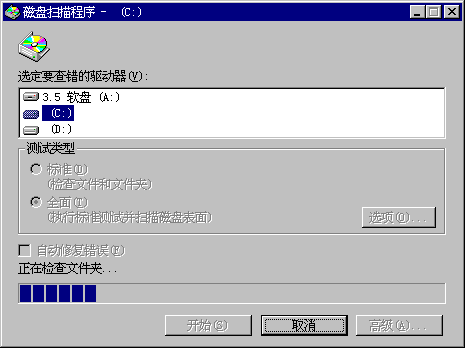 磁盘扫描程序 - (C:)
选定要查错的驱动器(V):
3.5 软盘 (A:)
(C:)
(D:)
测试类型
标准(D)
(检查文件和文件夹)
全面(T)
(执行标准测试并扫描磁盘表面)
选项(O)...
自动修复错误(F)
正在检查文件夹...
开始(S)
取消
高级(A)...